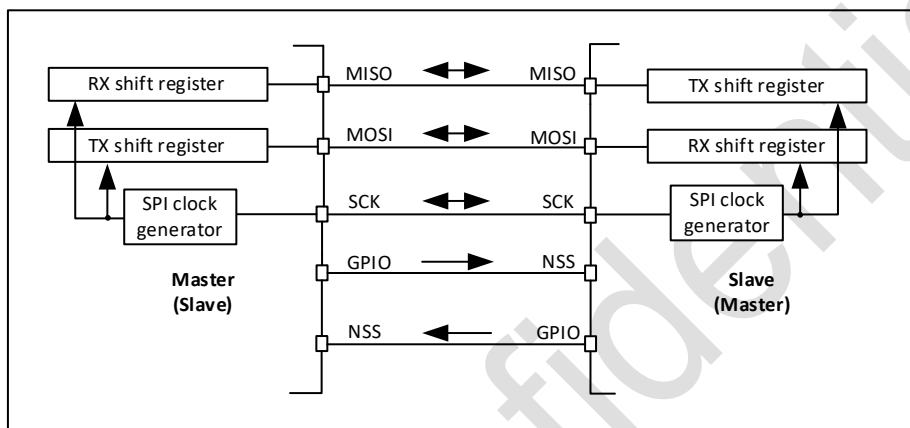 RX shift register MISO MISO TX shift register
TX shift register MOSI MOSI RX shift register
SPI clock generator SCK SCK SPI clock generator
GPIO NSS
Master (Slave) Slave (Master)
NSS GPIO
fidenti